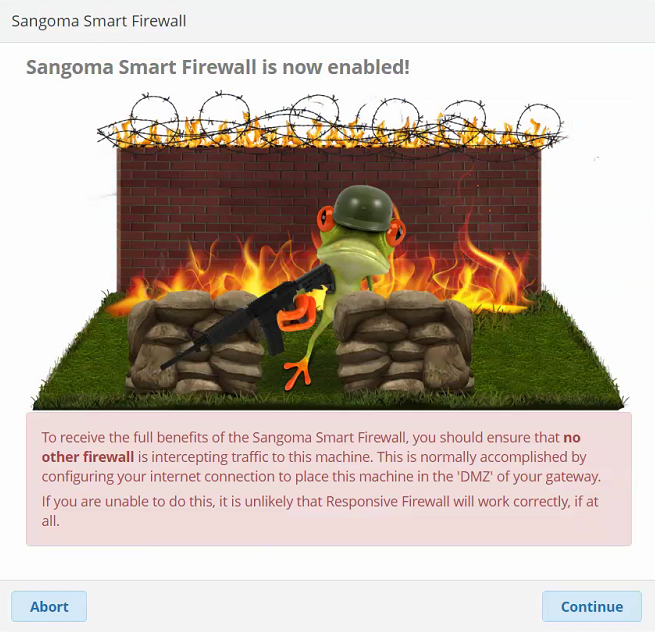 Sangoma Smart Firewall
Sangoma Smart Firewall is now enabled!
To receive the full benefits of the Sangoma Smart Firewall, you should ensure that no
other firewall is intercepting traffic to this machine. This is normally accomplished by
configuring your internet connection to place this machine in the 'DMZ' of your gateway.
If you are unable to do this, it is unlikely that Responsive Firewall will work correctly, if at
all.
Abort
Continue